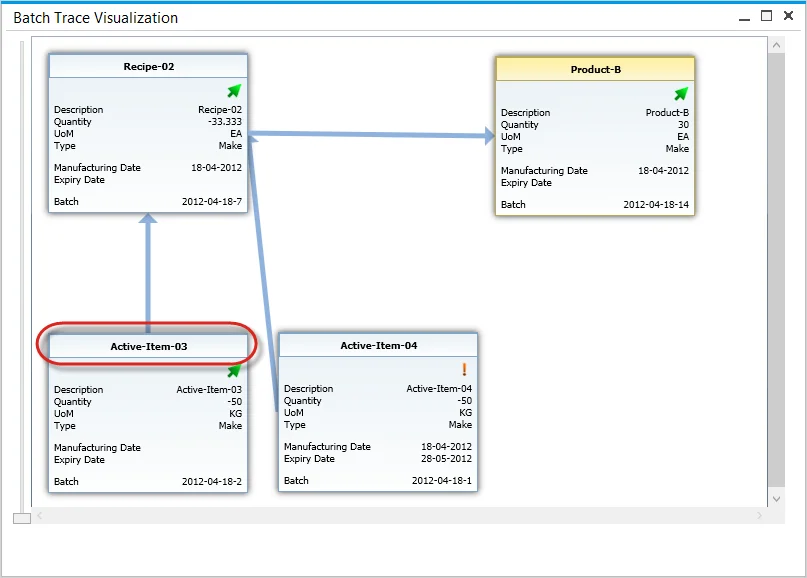 Batch Trace Visualization
Recipe-02
Description Recipe-02
Quantity -33.333
UoM EA
Type Make
Manufacturing Date 18-04-2012
Expiry Date
Batch 2012-04-18-7
Product-B
Description Product-B
Quantity 30
UoM EA
Type Make
Manufacturing Date 18-04-2012
Expiry Date
Batch 2012-04-18-14
Active-Item-03
Description Active-Item-03
Quantity -50
UoM KG
Type Make
Manufacturing Date
Expiry Date
Batch 2012-04-18-2
Active-Item-04
!
Description Active-Item-04
Quantity -50
UoM KG
Type Make
Manufacturing Date 18-04-2012
Expiry Date 28-05-2012
Batch 2012-04-18-1